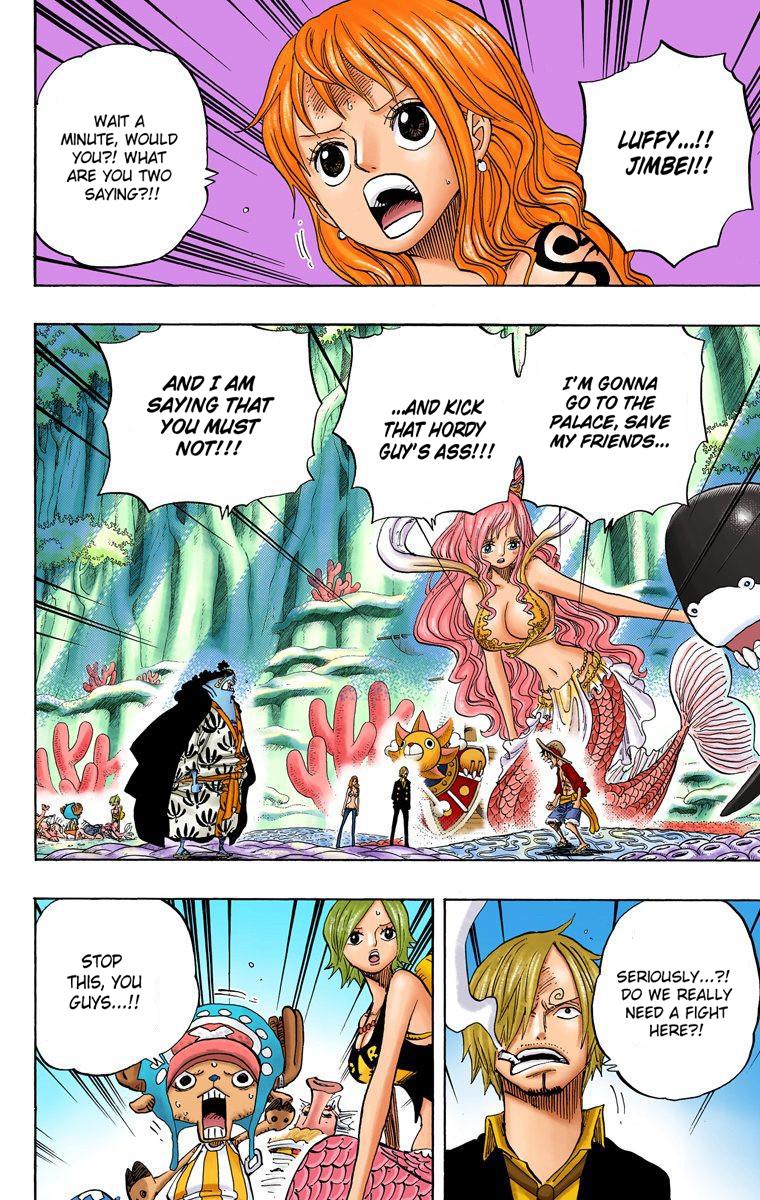 LUFFY...!!
JIMBEI!!
WAIT A
MINUTE, WOULD
YOU?! WHAT
ARE YOU TWO
SAYING?!!
I'M GONNA
GO TO THE
PALACE, SAVE
MY FRIENDS...
...AND KICK
THAT HORDY
GUY'S ASS!!!
AND I AM
SAYING THAT
YOU MUST
NOT!!!
SERIOUSLY...?!
DO WE REALLY
NEED A FIGHT
HERE?!
STOP
THIS, YOU
GUYS...!!